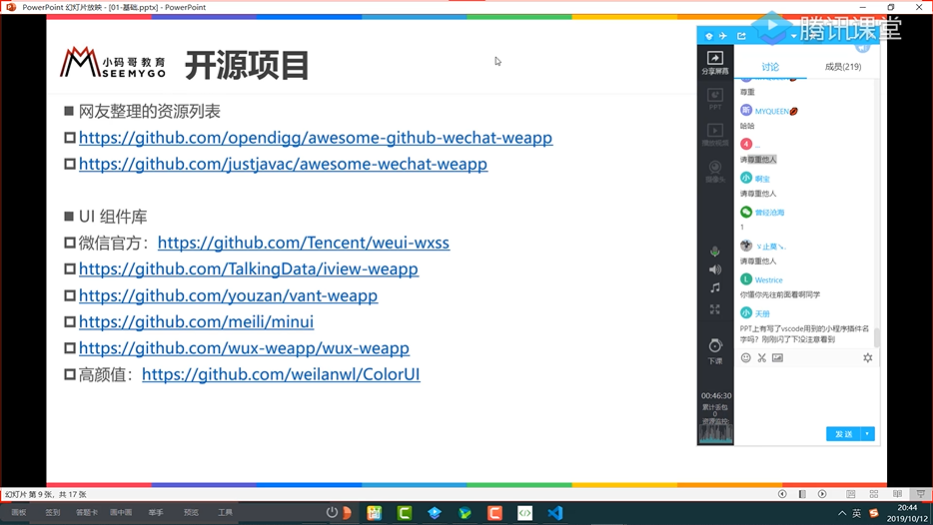 PowerPoint 幻灯片放映 - [01-基础.pptx] - PowerPoint
腾讯课堂
小码哥教育
SEEMYGO
开源项目
网友整理的资源列表
https://github.com/opendigg/awesome-github-wechat-weapp
https://github.com/justjavac/awesome-wechat-weapp
UI 组件库
微信官方：https://github.com/Tencent/weui-wxss
https://github.com/TalkingData/iview-weapp
https://github.com/youzan/vant-weapp
https://github.com/meili/minui
https://github.com/wux-weapp/wux-weapp
高颜值：https://github.com/weilanwl/ColorUI
分享屏幕
PPT
播放视频
摄像头
下课
00:46:30
累计丢包
0
讨论
成员(219)
尊重
MYQUEEN
哈哈
4 ..
请尊重他人
小 啊宝
请尊重他人
曾经沧海
1
请尊重他人
L Westrice
你懂你先往前面看啊同学
小 天册
PPT上有写了vscode用到的小程序插件名
字吗？刚刚闪了下没注意看到
发送
幻灯片 第 9 张，共 17 张
画板
签到
答题卡
画中画
举手
预览
工具
英
20:44
2019/10/12